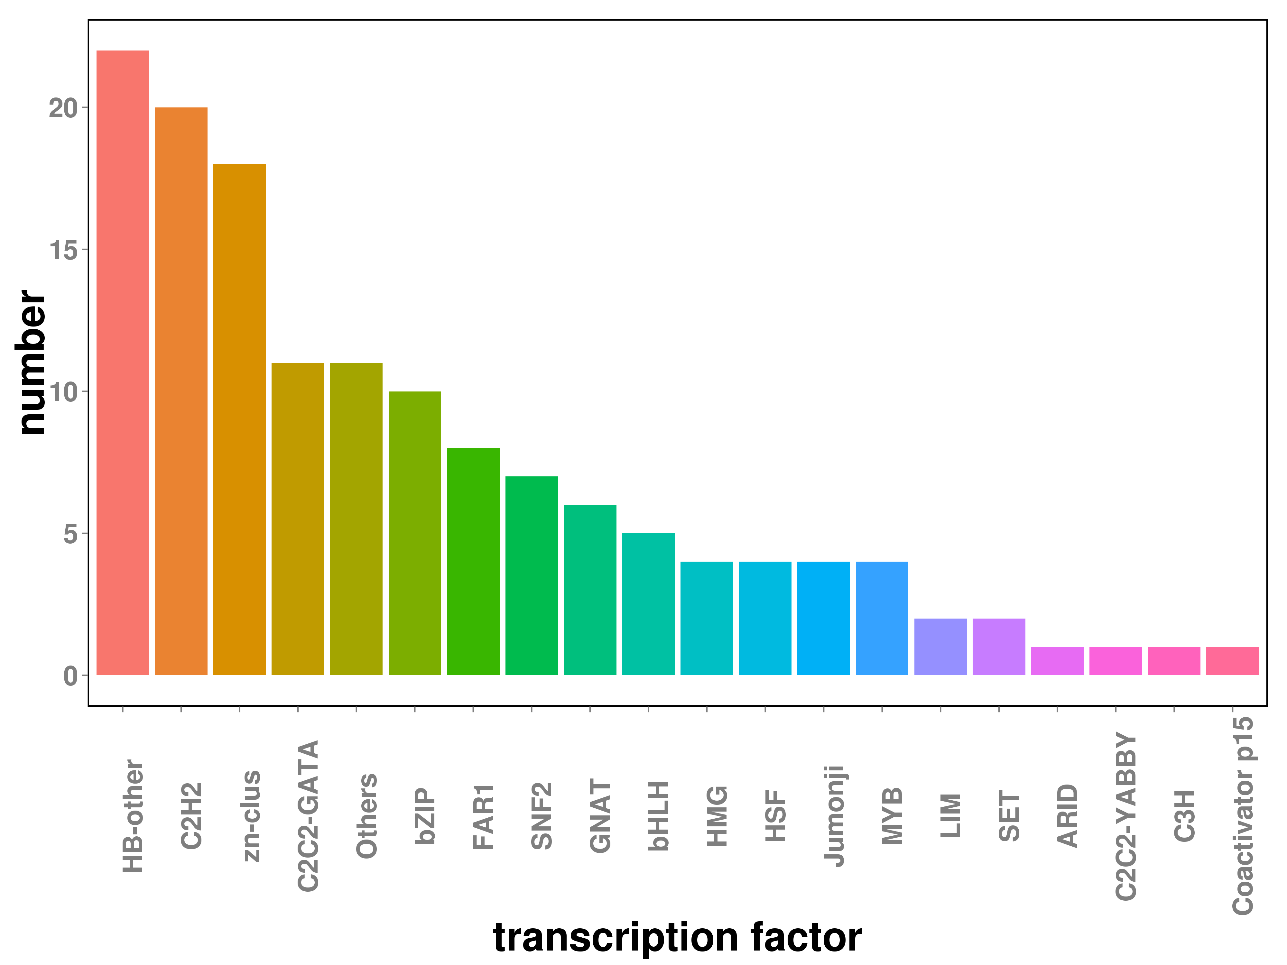 number
20
15
10
5
0
HB-other
C2H2
zn-clus
C2C2-GATA
Others
bZIP
FAR1
SNF2
GNAT
bHLH
HMG
HSF
Jumonji
MYB
LIM
SET
ARID
C2C2-YABBY
C3H
Coactivator p15
transcription factor